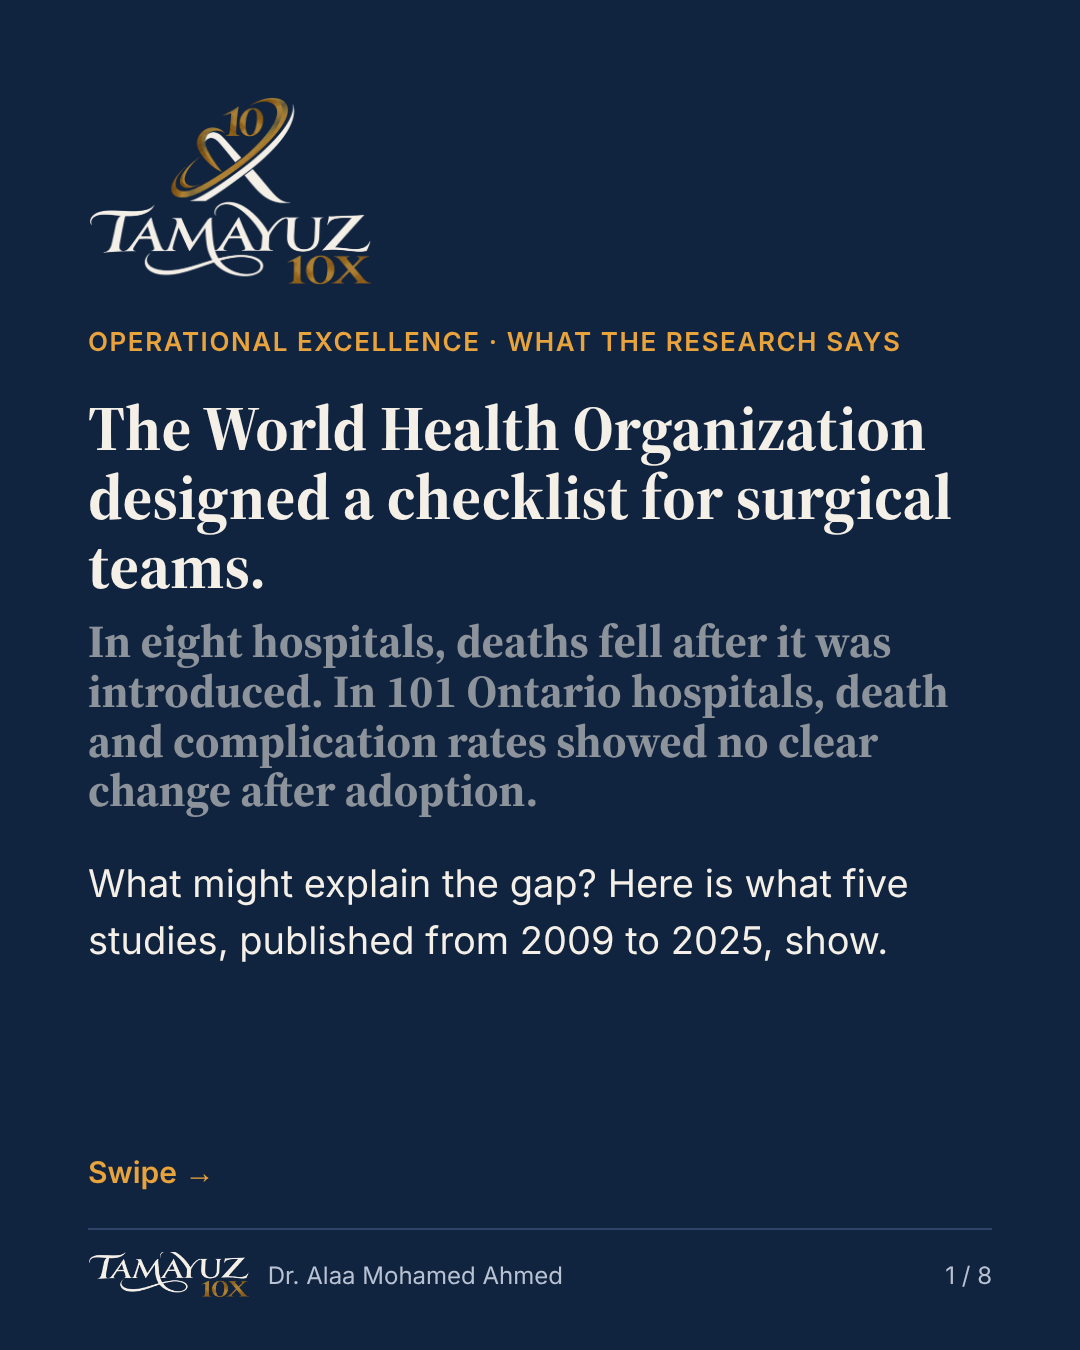 10
TAMAYUZ
10X
OPERATIONAL EXCELLENCE · WHAT THE RESEARCH SAYS
The World Health Organization
designed a checklist for surgical
teams.
In eight hospitals, deaths fell after it was
introduced. In 101 Ontario hospitals, death
and complication rates showed no clear
change after adoption.
What might explain the gap? Here is what five
studies, published from 2009 to 2025, show.
Swipe →
TAMAYUZ
10X
Dr. Alaa Mohamed Ahmed
1 / 8